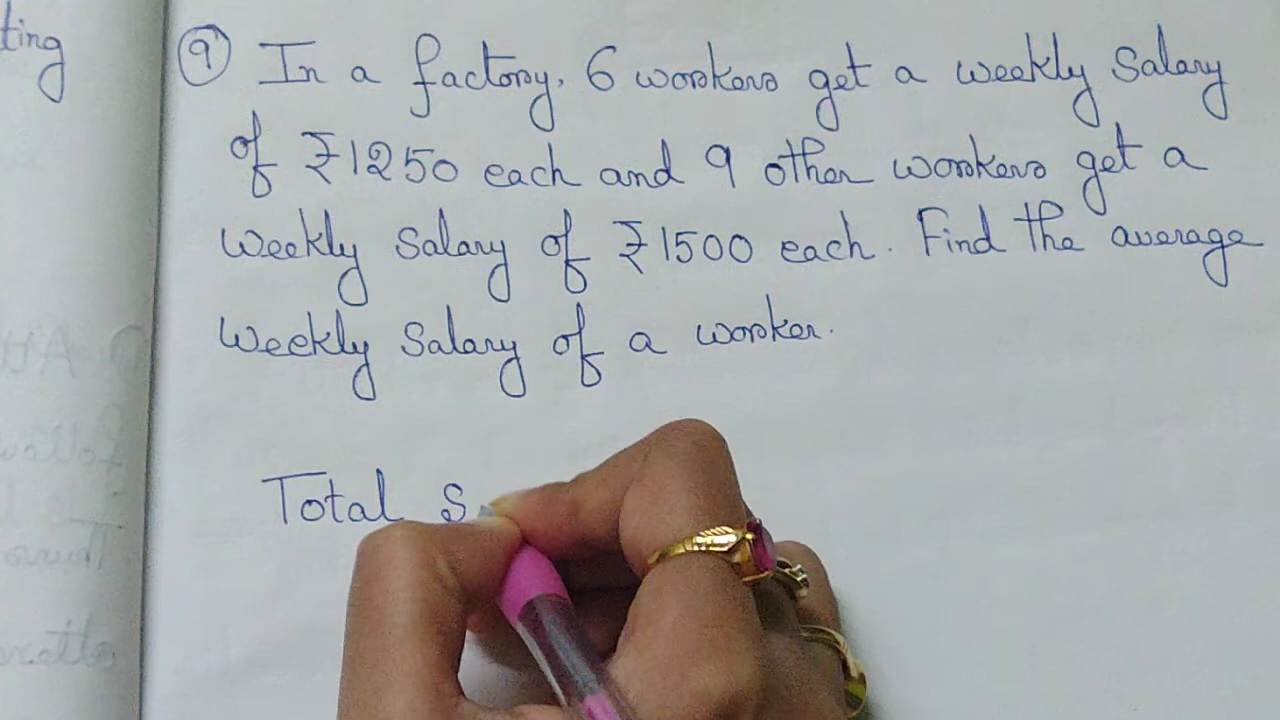 ting
9 In a factory, 6 workers get a weekly Salary
of ₹1250 each and 9 other workers get a
weekly Salary of ₹1500 each. Find the average
weekly Salary of a worker.
Total S